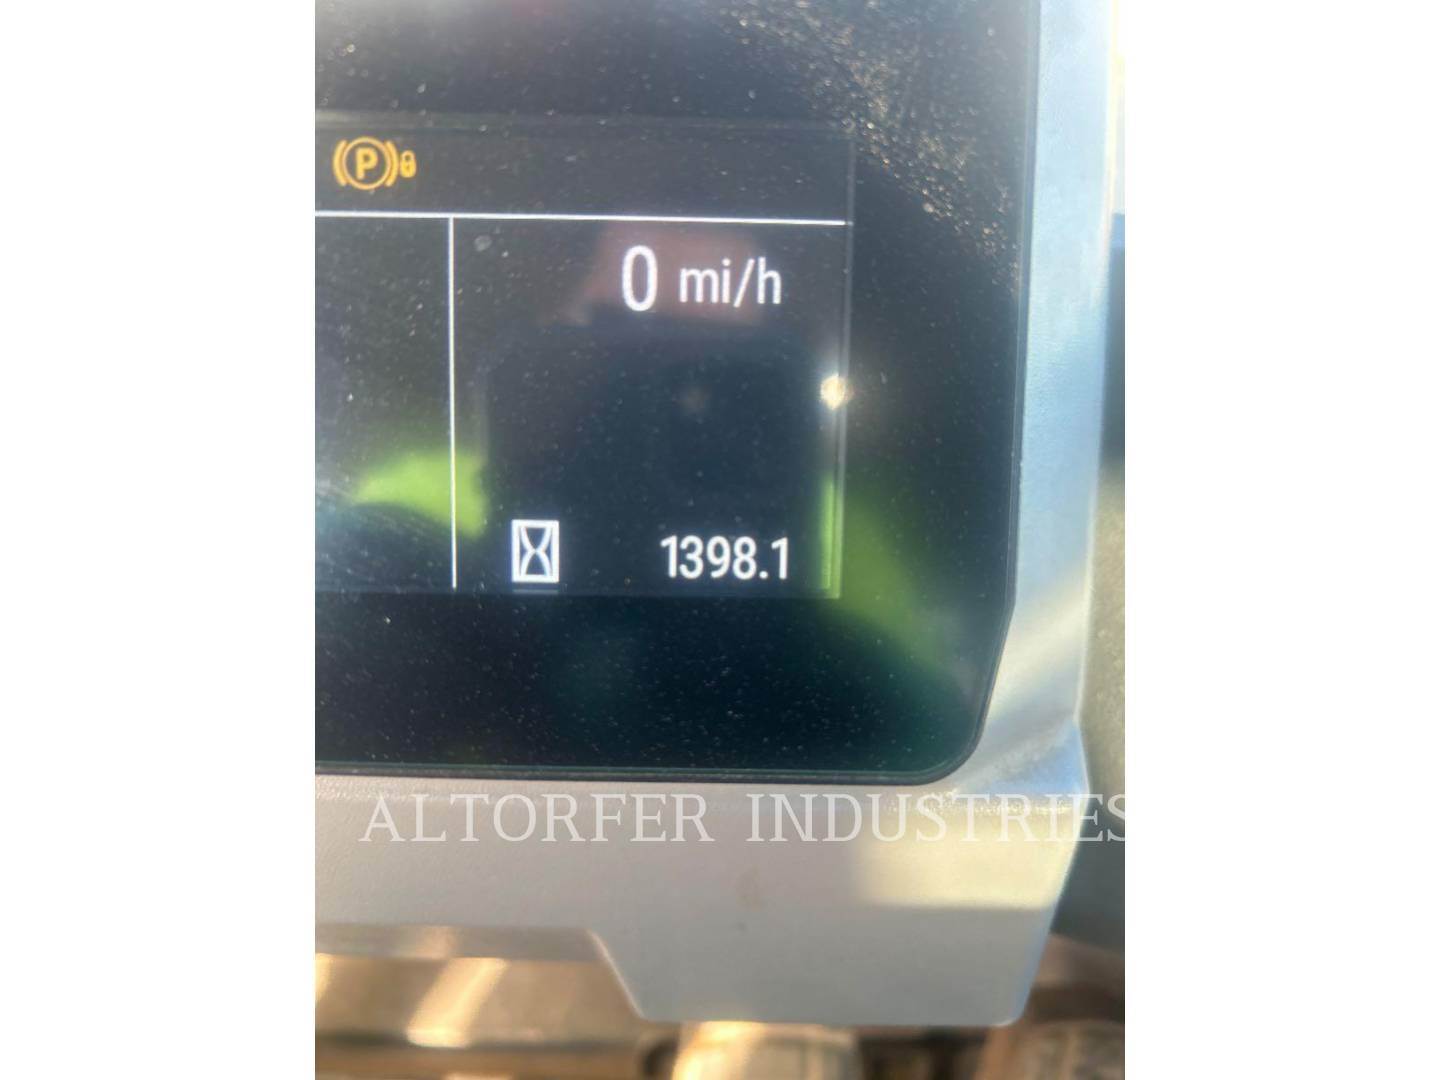 P
0 mi/h
1398.1
ALTORFER INDUSTRIES